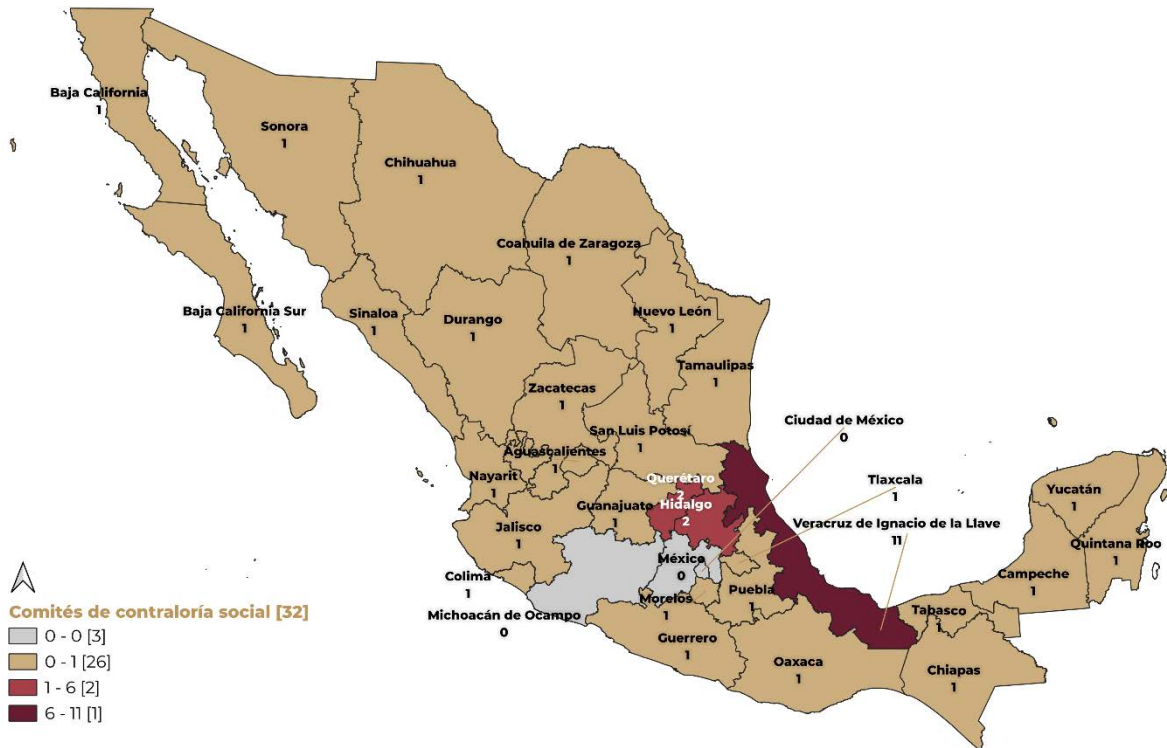 Baja California
1
Sonora
1
Chihuahua
1
Coahuila de Zaragoza
1
Baja California Sur
1
Sinaloa
1
Durango
1
Nuevo León
1
Tamaulipas
1
Zacatecas
1
San Luis Potosí
1
Ciudad de México
0
Aguascalientes
1
Nayarit
1
Querétaro
2
Tlaxcala
1
Yucatán
1
Guanajuato
1
Hidalgo
2
Jalisco
1
Veracruz de Ignacio de la Llave
11
Quintana Roo
1
México
0
Campeche
1
Colima
1
Morelos
1
Puebla
1
Tabasco
1
Michoacán de Ocampo
0
Guerrero
1
Oaxaca
1
Chiapas
1
Comités de contraloría social [32]
0 - 0 [3]
0 - 1 [26]
1 - 6 [2]
6 - 11 [1]